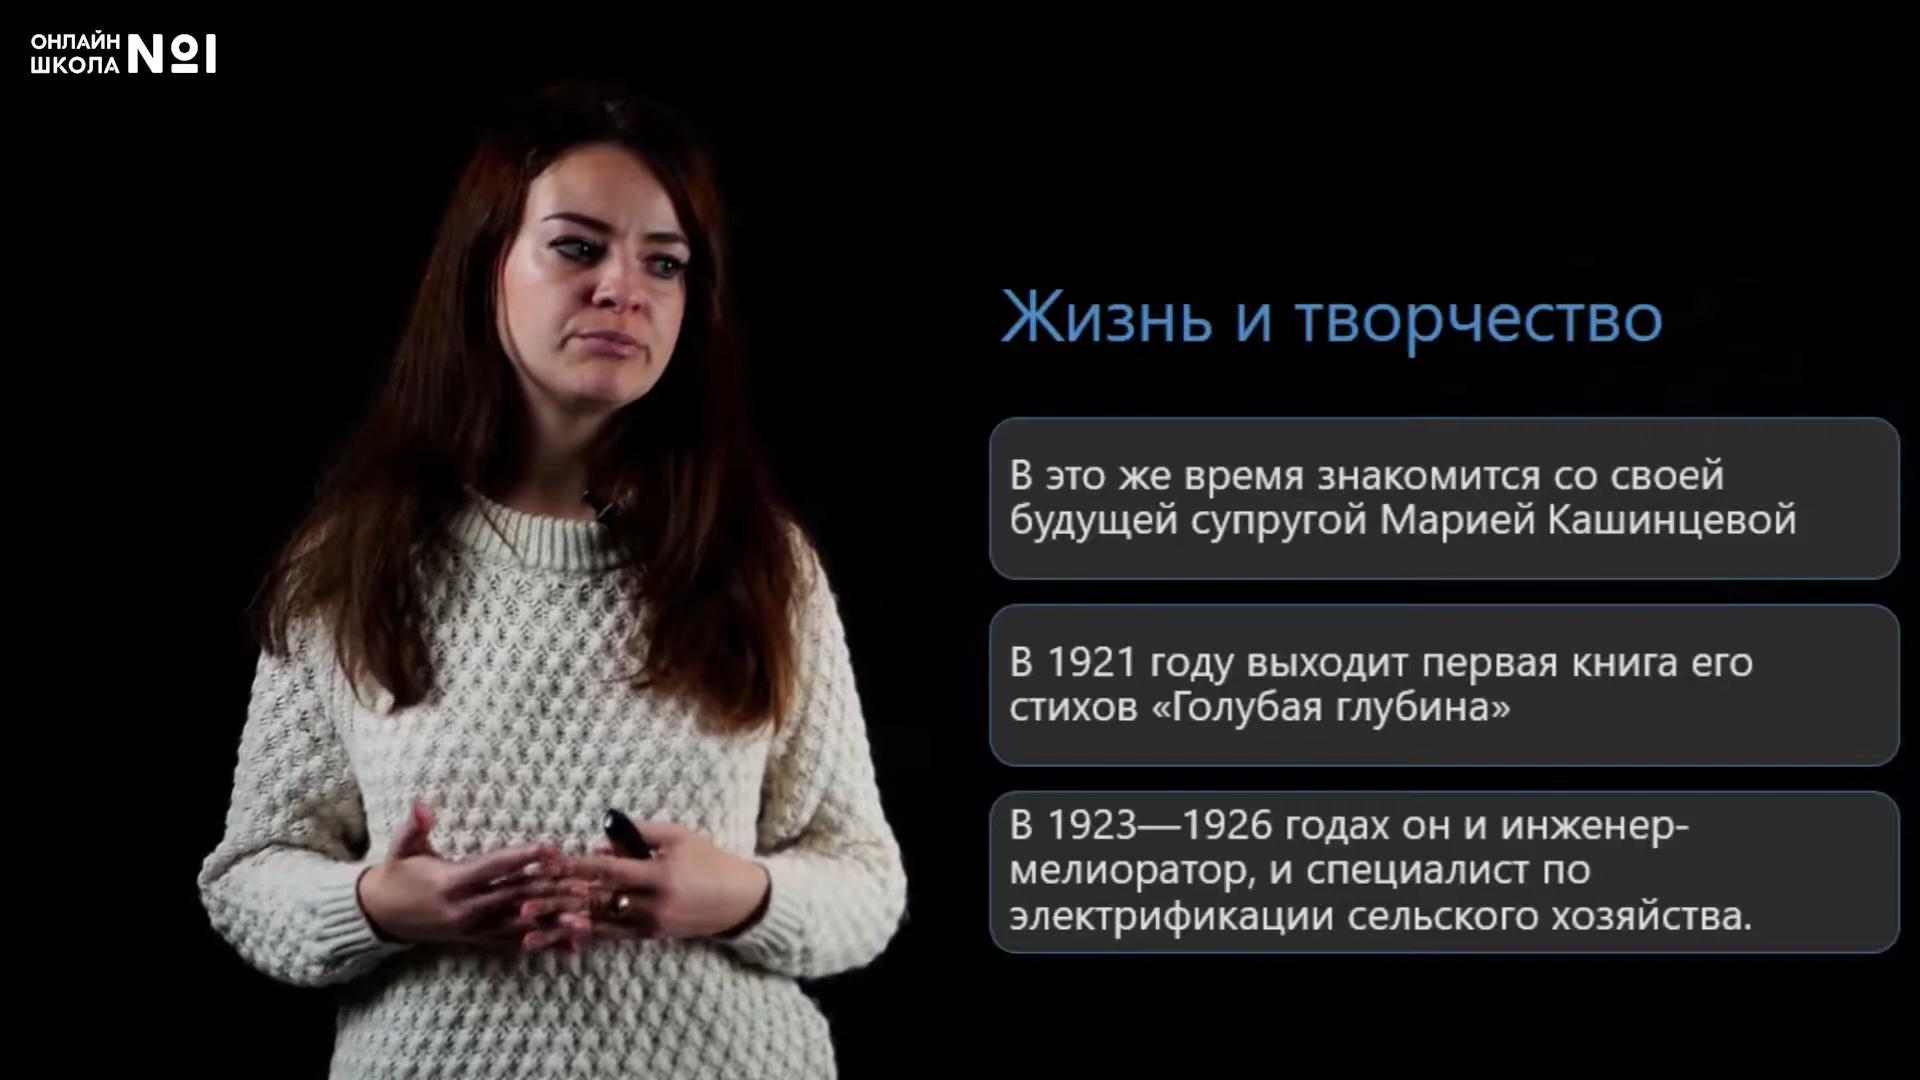 ОНЛАЙН
ШКОЛА №1
Жизнь и творчество
В это же время знакомится со своей
будущей супругой Марией Кашинцевой
В 1921 году выходит первая книга его
стихов «Голубая глубина»
В 1923—1926 годах он и инженер-
мелиоратор, и специалист по
электрификации сельского хозяйства.